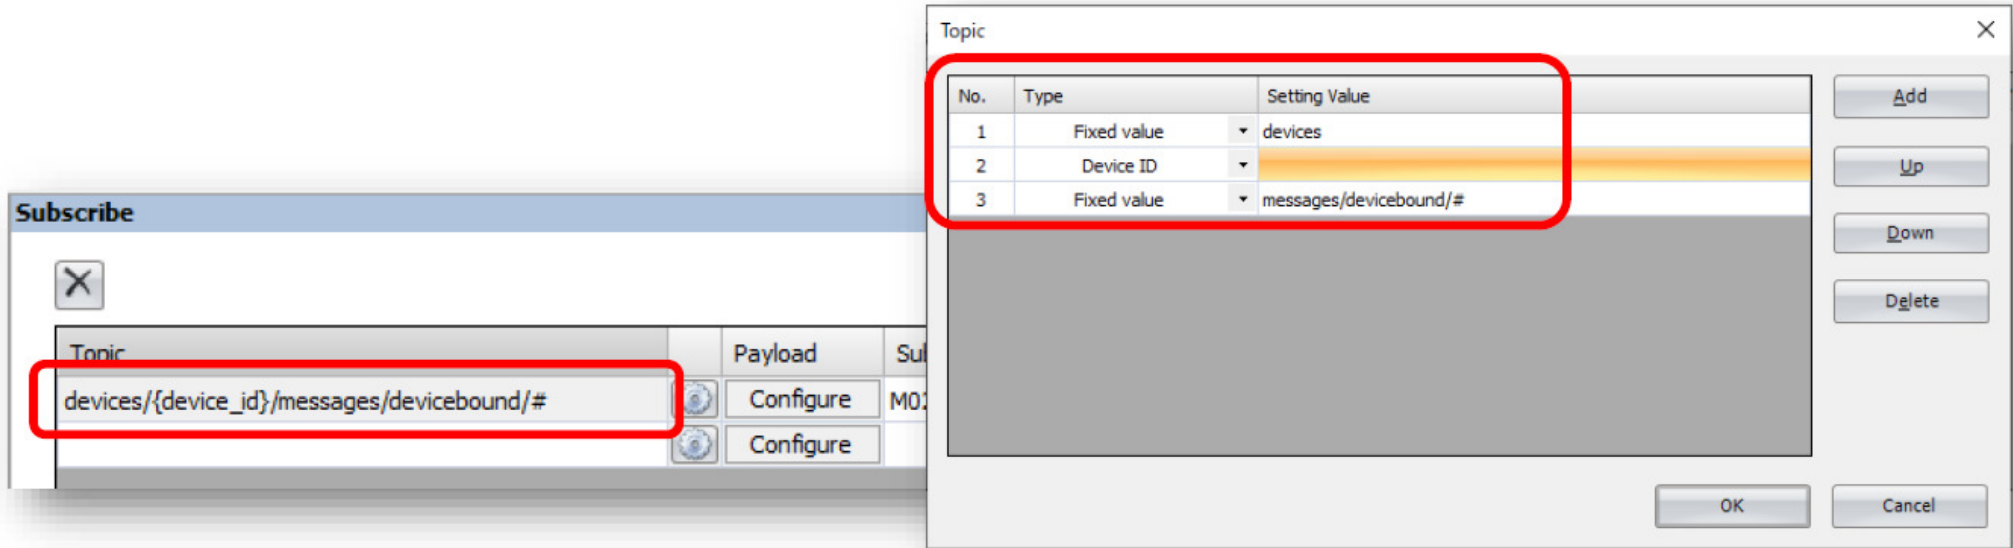 Subscribe
Topic Payload
devices/{device_id}/messages/devicebound/# Configure
Configure
Topic
No. Type Setting Value
1 Fixed value devices
2 Device ID
3 Fixed value messages/devicebound/#
Add
Up
Down
Delete
OK Cancel